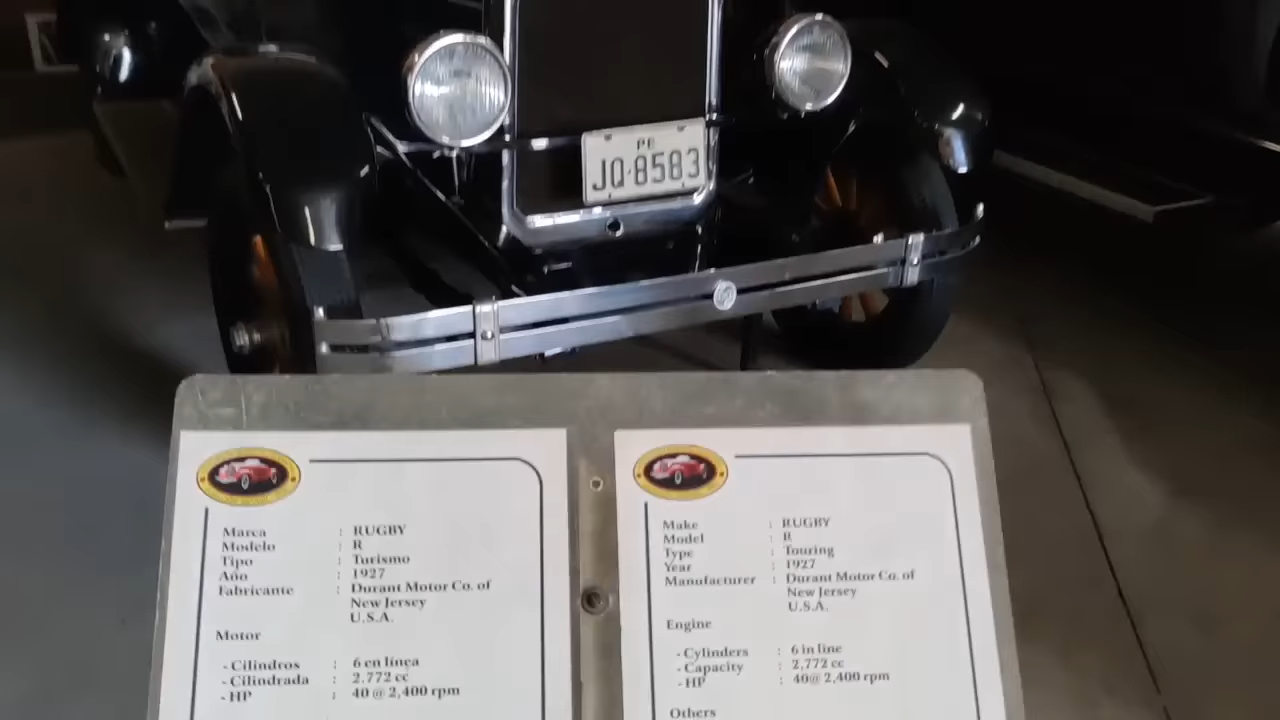 PE
JQ·8583
Marca : RUGBY
Modelo : R
Tipo : Turismo
Año : 1927
Fabricante : Durant Motor Co. of
New Jersey
U.S.A.
Motor
- Cilindros : 6 en línea
- Cilindrada : 2.772 cc
- HP : 40 @ 2,400 rpm
Make : RUGBY
Model : R
Type : Touring
Year : 1927
Manufacturer : Durant Motor Co. of
New Jersey
U.S.A.
Engine
- Cylinders : 6 in line
- Capacity : 2,772 cc
- HP : 40@ 2,400 rpm
Others